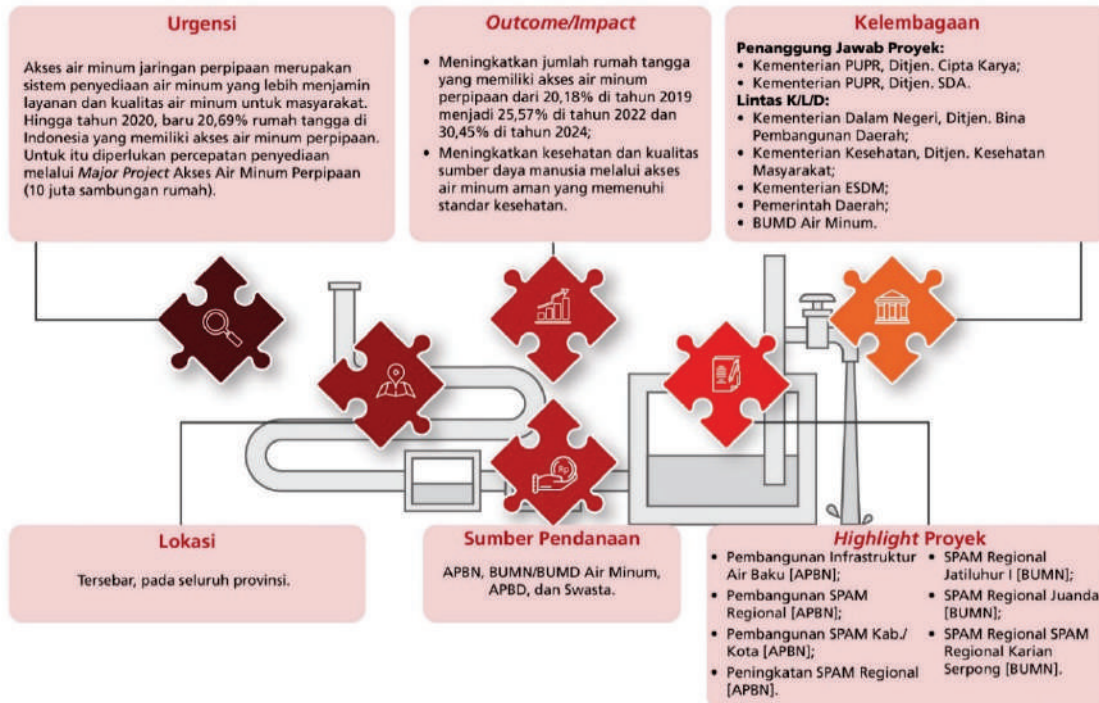 Urgensi
Akses air minum jaringan perpipaan merupakan
sistem penyediaan air minum yang lebih menjamin
layanan dan kualitas air minum untuk masyarakat.
Hingga tahun 2020, baru 20,69% rumah tangga di
Indonesia yang memiliki akses air minum perpipaan.
Untuk itu diperlukan percepatan penyediaan
melalui Major Project Akses Air Minum Perpipaan
(10 juta sambungan rumah).
Outcome/Impact
• Meningkatkan jumlah rumah tangga
yang memiliki akses air minum
perpipaan dari 20,18% di tahun 2019
menjadi 25,57% di tahun 2022 dan
30,45% di tahun 2024;
• Meningkatkan kesehatan dan kualitas
sumber daya manusia melalui akses
air minum aman yang memenuhi
standar kesehatan.
Kelembagaan
Penanggung Jawab Proyek:
• Kementerian PUPR, Ditjen. Cipta Karya;
• Kementerian PUPR, Ditjen. SDA.
Lintas K/L/D:
• Kementerian Dalam Negeri, Ditjen. Bina
Pembangunan Daerah;
• Kementerian Kesehatan, Ditjen. Kesehatan
Masyarakat;
• Kementerian ESDM;
• Pemerintah Daerah;
• BUMD Air Minum.
Rp
Lokasi
Tersebar, pada seluruh provinsi.
Sumber Pendanaan
APBN, BUMN/BUMD Air Minum,
APBD, dan Swasta.
Highlight Proyek
• Pembangunan Infrastruktur
Air Baku [APBN];
• Pembangunan SPAM
Regional [APBN];
• Pembangunan SPAM Kab./
Kota [APBN];
• Peningkatan SPAM Regional
[APBN].
• SPAM Regional
Jatiluhur I [BUMN];
• SPAM Regional Juanda
[BUMN];
• SPAM Regional SPAM
Regional Karian
Serpong [BUMN].